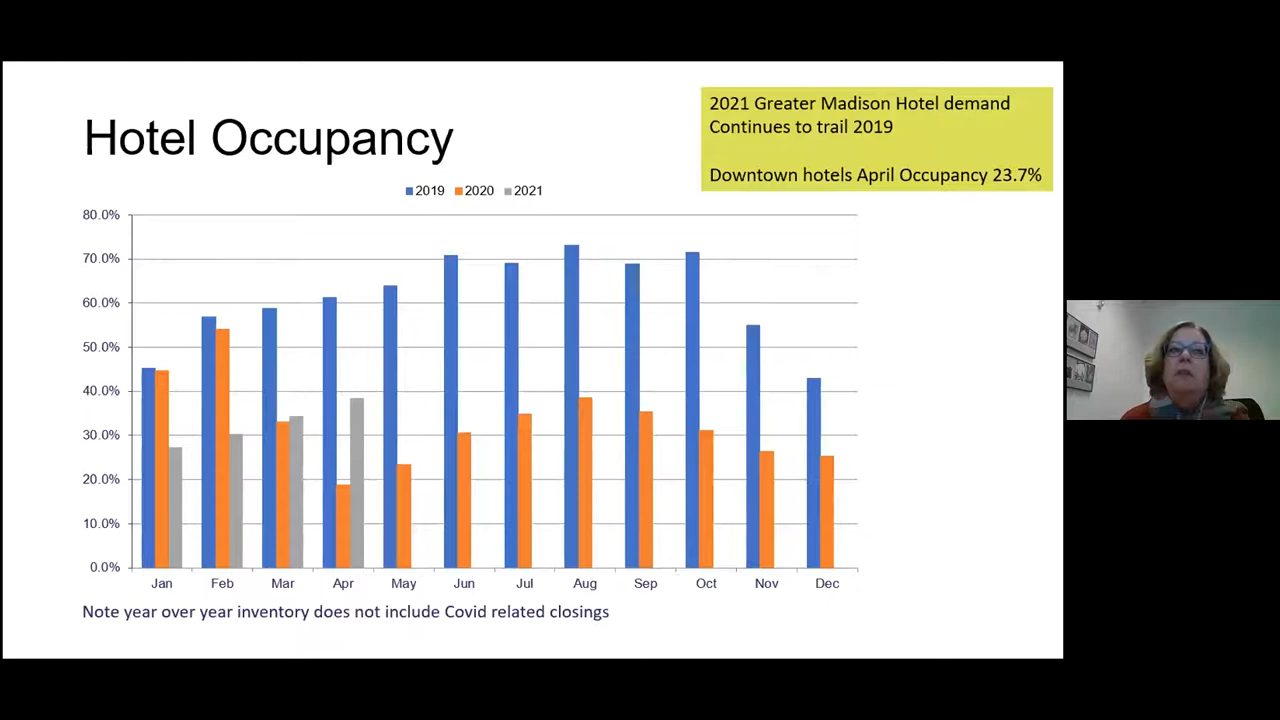 2021 Greater Madison Hotel demand
Continues to trail 2019
Downtown hotels April Occupancy 23.7%
Hotel Occupancy
2019 2020 2021
80.0%
70.0%
60.0%
50.0%
40.0%
30.0%
20.0%
10.0%
0.0%
Jan Feb Mar Apr May Jun Jul Aug Sep Oct Nov Dec
Note year over year inventory does not include Covid related closings